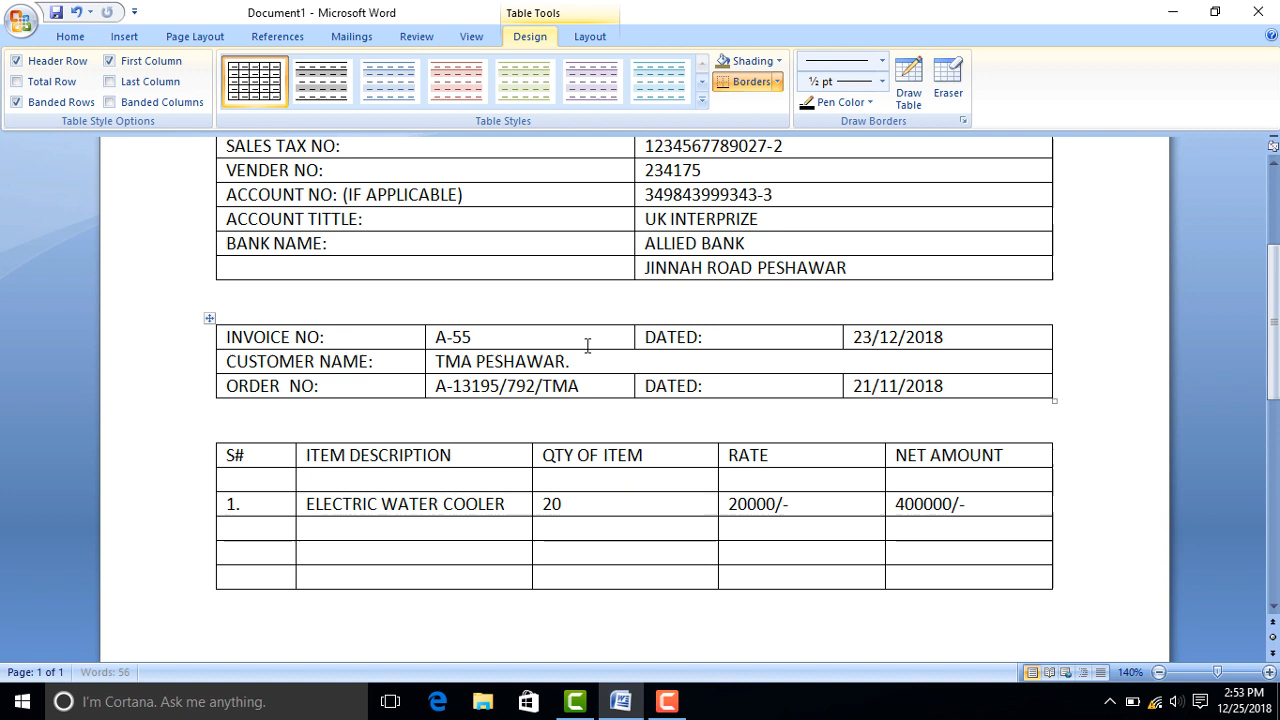 Document1 - Microsoft Word
Table Tools
Home Insert Page Layout References Mailings Review View Design Layout
Header Row First Column
Total Row Last Column
Banded Rows Banded Columns
Table Style Options
Shading
Borders
Table Styles
½ pt
Pen Color
Draw Table
Eraser
Draw Borders
SALES TAX NO: 1234567789027-2
VENDER NO: 234175
ACCOUNT NO: (IF APPLICABLE) 349843999343-3
ACCOUNT TITTLE: UK INTERPRIZE
BANK NAME: ALLIED BANK
JINNAH ROAD PESHAWAR
INVOICE NO: A-55 DATED: 23/12/2018
CUSTOMER NAME: TMA PESHAWAR.
ORDER  NO: A-13195/792/TMA DATED: 21/11/2018
S# ITEM DESCRIPTION QTY OF ITEM RATE NET AMOUNT
1. ELECTRIC WATER COOLER 20 20000/- 400000/-
Page: 1 of 1 Words: 56 140%
I'm Cortana. Ask me anything.
2:53 PM
12/25/2018